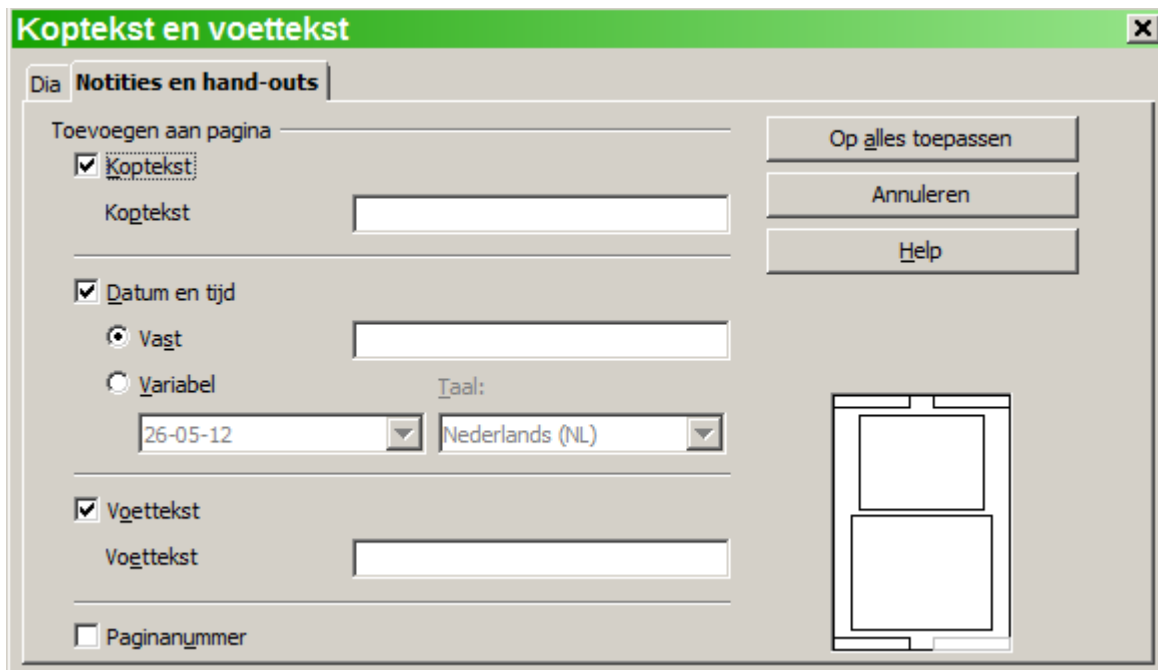 Koptekst en voettekst
Dia Notities en hand-outs
Toevoegen aan pagina
Koptekst
Koptekst
Datum en tijd
Vast
Variabel Taal:
26-05-12 Nederlands (NL)
Voettekst
Voettekst
Paginanummer
Op alles toepassen
Annuleren
Help